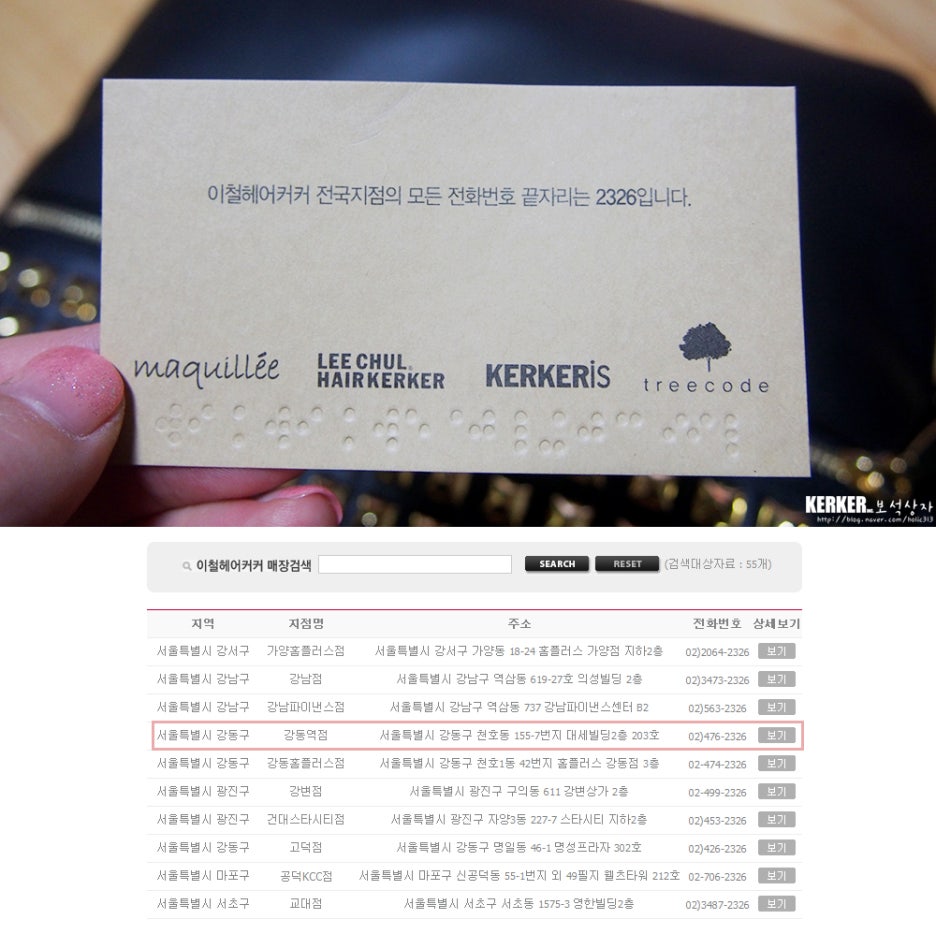 이철헤어커커 전국지점의 모든 전화번호 끝자리는 2326입니다.
maquillée
LEE CHUL
HAIRKERKER
KERKERiS
treecode
KERKER 보석상자
http://blog.naver.com/holic313
이철헤어커커 매장검색 SEARCH RESET (검색대상자료 : 55개)
지역 지점명 주소 전화번호 상세보기
서울특별시 강서구 가양홈플러스점 서울특별시 강서구 가양동 18-24 홈플러스 가양점 지하2층 02)2064-2326 보기
서울특별시 강남구 강남점 서울특별시 강남구 역삼동 619-27호 의성빌딩 2층 02)3473-2326 보기
서울특별시 강남구 강남파이낸스점 서울특별시 강남구 역삼동 737 강남파이낸스센터 B2 02)563-2326 보기
서울특별시 강동구 강동역점 서울특별시 강동구 천호동 155-7번지 대세빌딩2층 203호 02)476-2326 보기
서울특별시 강동구 강동홈플러스점 서울특별시 강동구 천호1동 42번지 홈플러스 강동점 3층 02-474-2326 보기
서울특별시 광진구 강변점 서울특별시 광진구 구의동 611 강변상가 2층 02-499-2326 보기
서울특별시 광진구 건대스타시티점 서울특별시 광진구 자양3동 227-7 스타시티 지하2층 02)453-2326 보기
서울특별시 강동구 고덕점 서울특별시 강동구 명일동 46-1 명성프라자 302호 02)426-2326 보기
서울특별시 마포구 공덕KCC점 서울특별시 마포구 신공덕동 55-1번지 외 49필지 웰츠타워 212호 02-706-2326 보기
서울특별시 서초구 교대점 서울특별시 서초구 서초동 1575-3 영한빌딩2층 02)3487-2326 보기